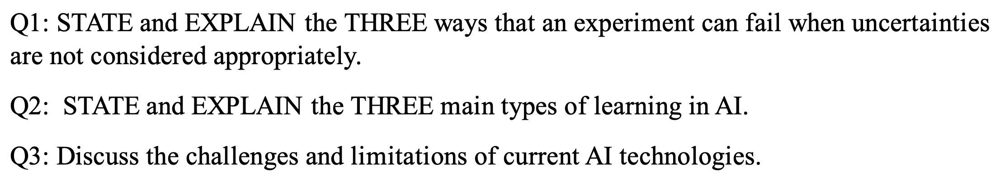 Q1: STATE and EXPLAIN the THREE ways that an experiment can fail when uncertainties
are not considered appropriately.
Q2:  STATE and EXPLAIN the THREE main types of learning in AI.
Q3: Discuss the challenges and limitations of current AI technologies.